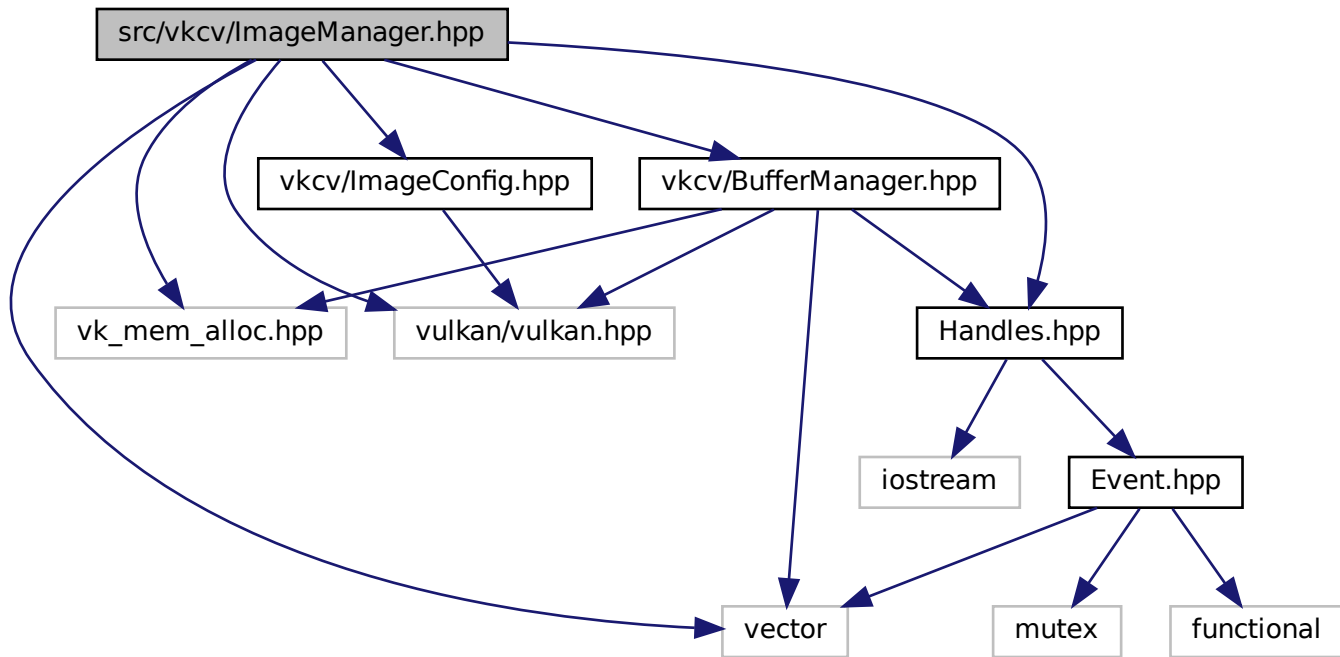 src/vkcv/ImageManager.hpp
vkcv/ImageConfig.hpp
vkcv/BufferManager.hpp
vk_mem_alloc.hpp
vulkan/vulkan.hpp
Handles.hpp
iostream
Event.hpp
vector
mutex
functional